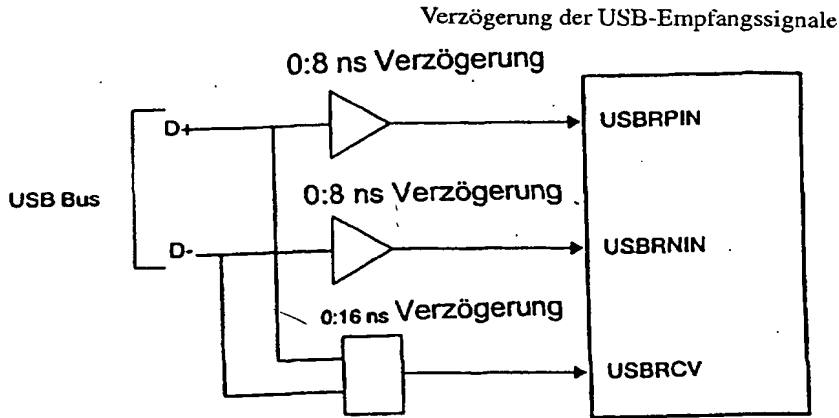 Verzögerung der USB-Empfangssignale
0:8 ns Verzögerung
D+
USBRPIN
0:8 ns Verzögerung
USB Bus
D-
USBRNIN
0:16 ns Verzögerung
USBRCV